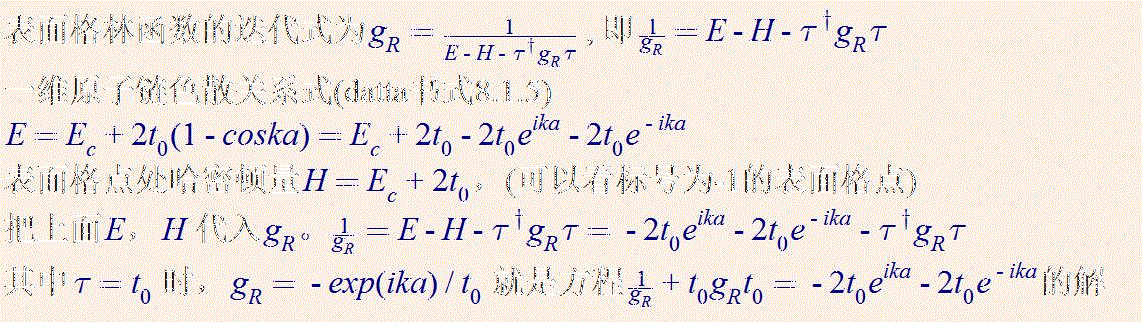 表面格林函数的迭代式为 $g_R = \frac{1}{E - H - \tau^\dagger g_R \tau}$ , 即 $\frac{1}{g_R} = E - H - \tau^\dagger g_R \tau$
一维原子链色散关系式(datta书式8.1.5)
$E = E_c + 2t_0(1 - coska) = E_c + 2t_0 - 2t_0e^{ika} - 2t_0e^{-ika}$
表面格点处哈密顿量 $H = E_c + 2t_0$，(可以看标号为-1的表面格点)
把上面 $E$， $H$ 代入 $g_R$。 $\frac{1}{g_R} = E - H - \tau^\dagger g_R \tau = -2t_0e^{ika} - 2t_0e^{-ika} - \tau^\dagger g_R \tau$
其中 $\tau = t_0$ 时， $g_R = -exp(ika) / t_0$ 就是方程 $\frac{1}{g_R} + t_0 g_R t_0 = -2t_0e^{ika} - 2t_0e^{-ika}$ 的解